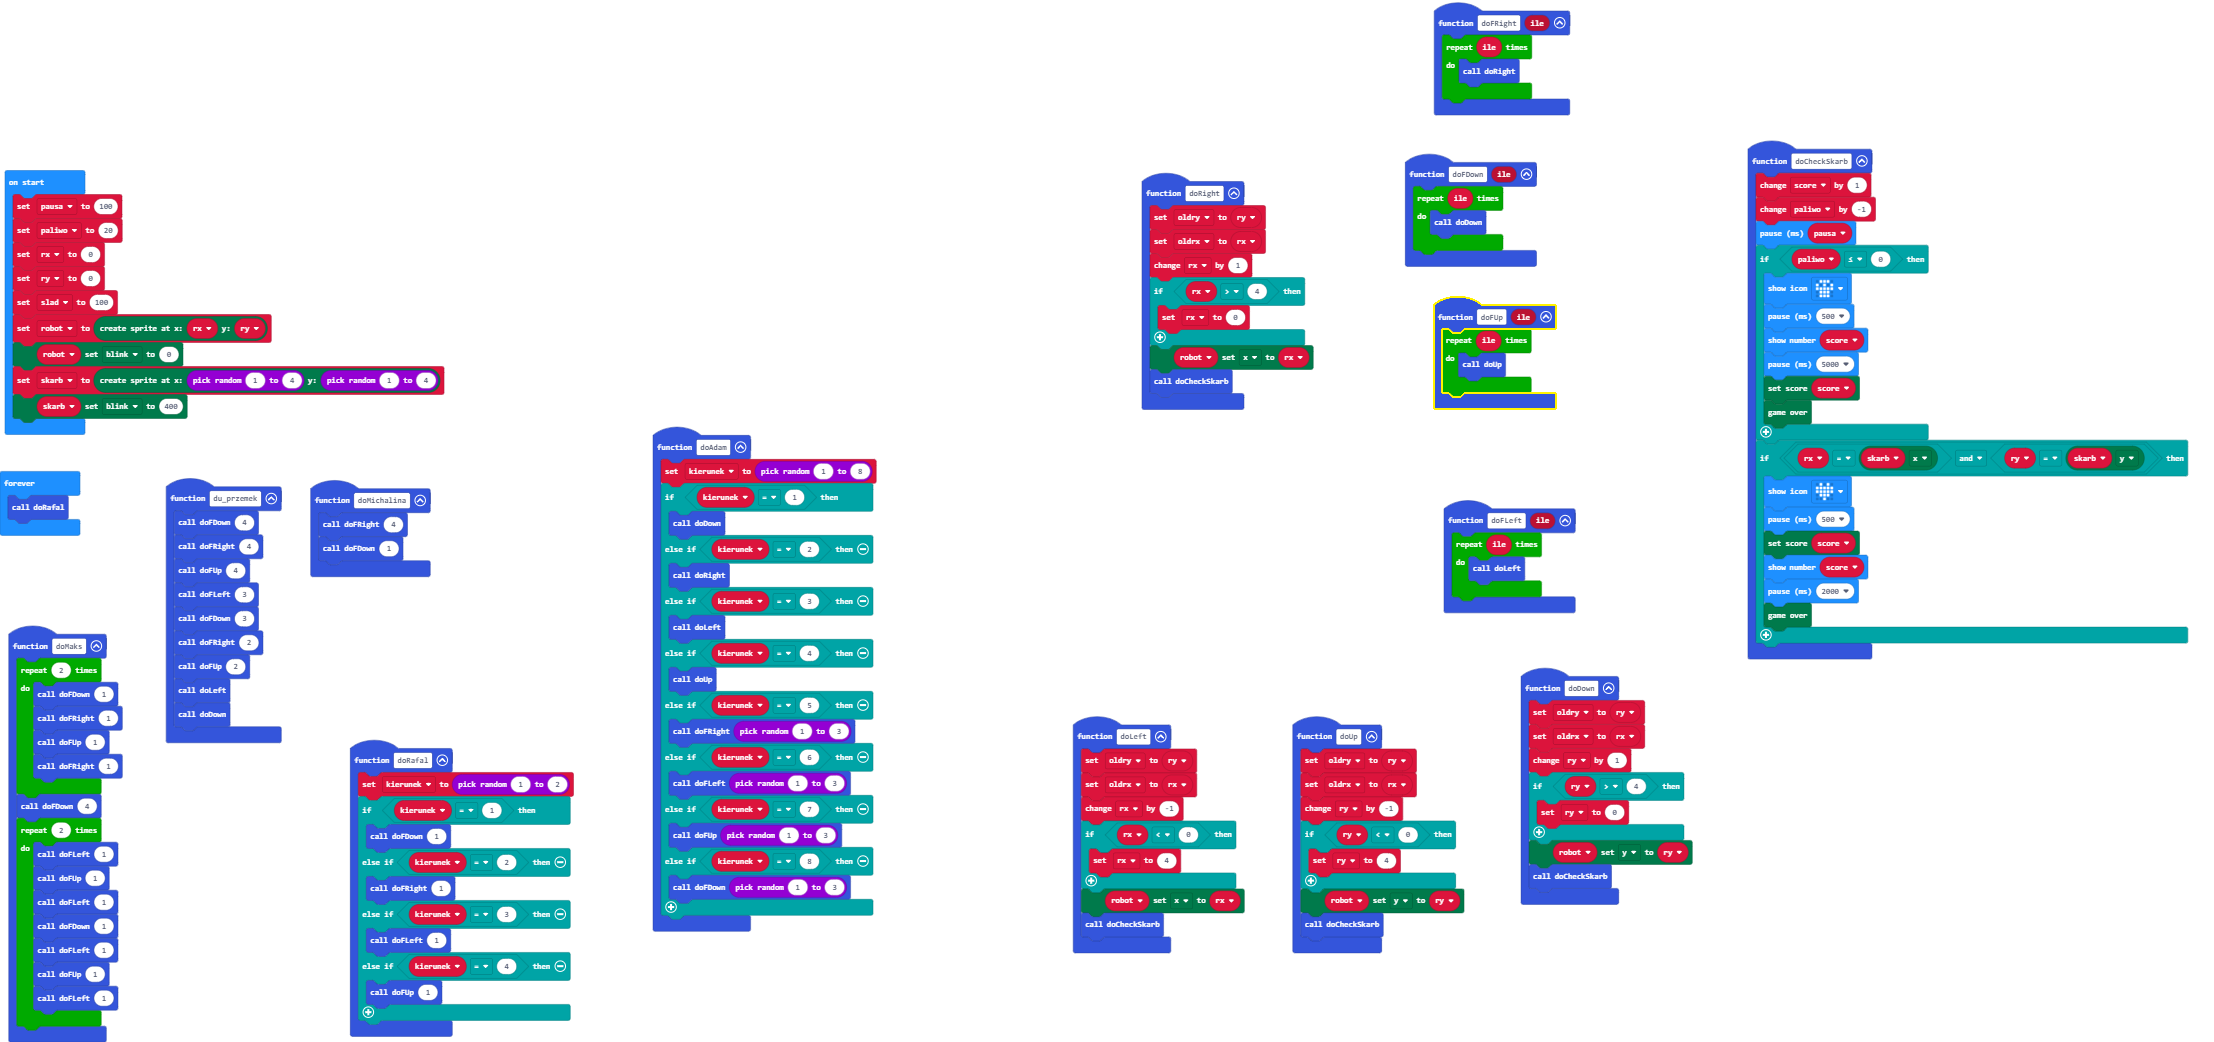 on start
set pausa to 100
set paliwo to 20
set rx to 0
set ry to 0
set slad to 100
set robot to create sprite at x: rx y: ry
robot set blink to 0
set skarb to create sprite at x: pick random 1 to 4 y: pick random 1 to 4
skarb set blink to 400
forever
call doRafal
function doMaks
repeat 2 times
do
call doFDown 1
call doFRight 1
call doFUp 1
call doFRight 1
call doFDown 4
repeat 2 times
do
call doFLeft 1
call doFUp 1
call doFLeft 1
call doFDown 1
call doFLeft 1
call doFUp 1
call doFLeft 1
function du_przemek
call doFDown 4
call doFRight 4
call doFUp 4
call doFLeft 3
call doFDown 3
call doFRight 2
call doFUp 2
call doLeft
call doDown
function doMichalina
call doFRight 4
call doFDown 1
function doRafal
set kierunek to pick random 1 to 2
if kierunek = 1 then
call doFDown 1
else if kierunek = 2 then
call doFRight 1
else if kierunek = 3 then
call doFLeft 1
else if kierunek = 4 then
call doFUp 1
function doAdam
set kierunek to pick random 1 to 8
if kierunek = 1 then
call doDown
else if kierunek = 2 then
call doRight
else if kierunek = 3 then
call doLeft
else if kierunek = 4 then
call doUp
else if kierunek = 5 then
call doFRight pick random 1 to 3
else if kierunek = 6 then
call doFLeft pick random 1 to 3
else if kierunek = 7 then
call doFUp pick random 1 to 3
else if kierunek = 8 then
call doFDown pick random 1 to 3
function doRight
set oldry to ry
set oldrx to rx
change rx by 1
if rx > 4 then
set rx to 0
robot set x to rx
call doCheckSkarb
function doFRight ile
repeat ile times
do
call doRight
function doFDown ile
repeat ile times
do
call doDown
function doFUp ile
repeat ile times
do
call doUp
function doFLeft ile
repeat ile times
do
call doLeft
function doLeft
set oldry to ry
set oldrx to rx
change rx by -1
if rx < 0 then
set rx to 4
robot set x to rx
call doCheckSkarb
function doUp
set oldry to ry
set oldrx to rx
change ry by -1
if ry < 0 then
set ry to 4
robot set y to ry
call doCheckSkarb
function doDown
set oldry to ry
set oldrx to rx
change ry by 1
if ry > 4 then
set ry to 0
robot set y to ry
call doCheckSkarb
function doCheckSkarb
change score by 1
change paliwo by -1
pause (ms) pausa
if paliwo ≤ 0 then
show icon
pause (ms) 500
show number score
pause (ms) 5000
set score score
game over
if rx = skarb x and ry = skarb y then
show icon
pause (ms) 500
set score score
show number score
pause (ms) 2000
game over